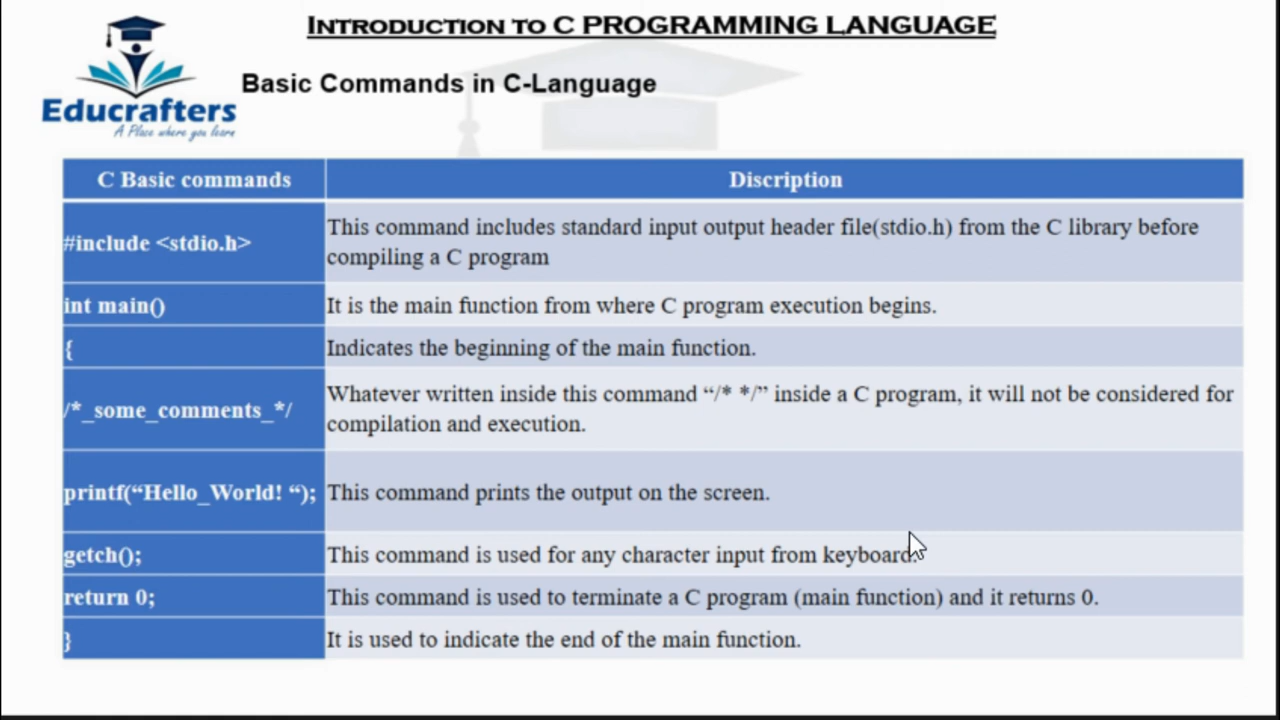 INTRODUCTION TO C PROGRAMMING LANGUAGE
Educrafters
A Place where you learn
Basic Commands in C-Language
C Basic commands
Discription
#include <stdio.h>
This command includes standard input output header file(stdio.h) from the C library before
compiling a C program
int main()
It is the main function from where C program execution begins.
{
Indicates the beginning of the main function.
/*_some_comments_*/
Whatever written inside this command “/* */” inside a C program, it will not be considered for
compilation and execution.
printf(“Hello_World! “);
This command prints the output on the screen.
getch();
This command is used for any character input from keyboard.
return 0;
This command is used to terminate a C program (main function) and it returns 0.
}
It is used to indicate the end of the main function.